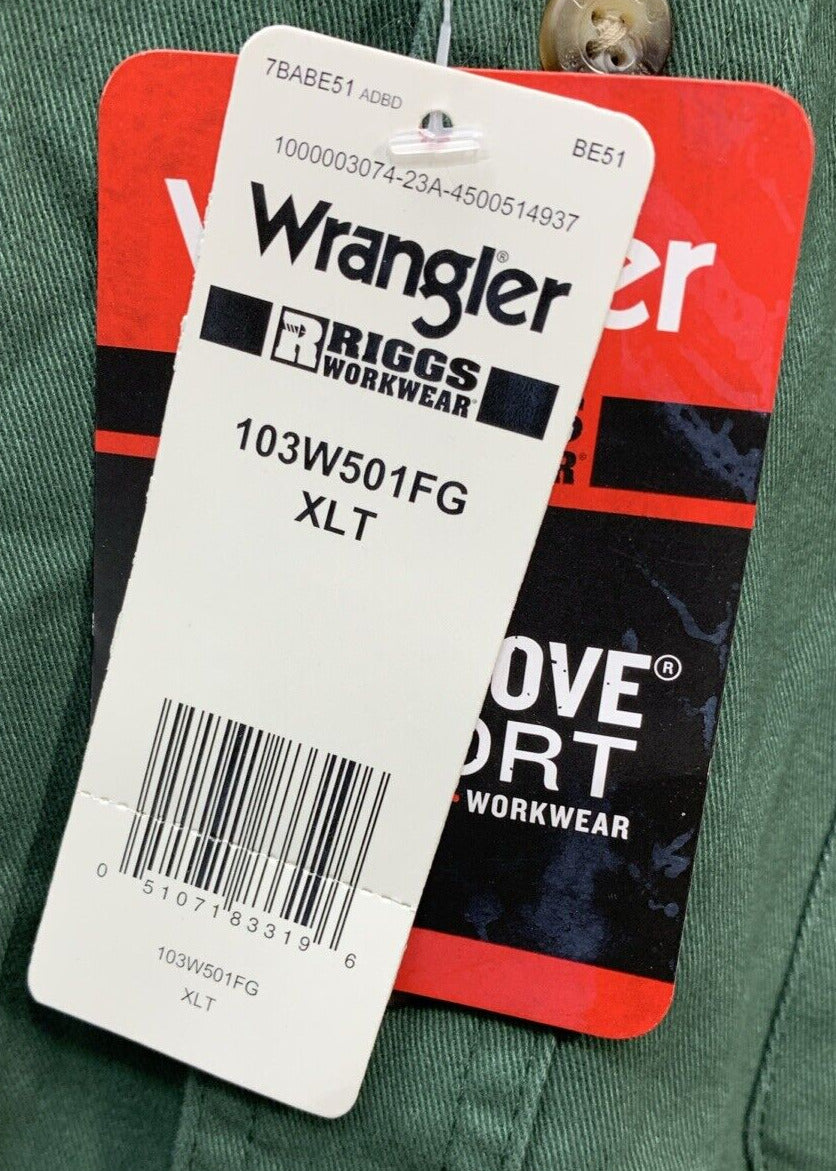 7BABE51 ADBD
BE51
1000003074-23A-4500514937
Wrangler®
RIGGS
WORKWEAR
103W501FG
XLT
0 51071 83319 6
103W501FG
XLT
er
OVE®
ORT
WORKWEAR